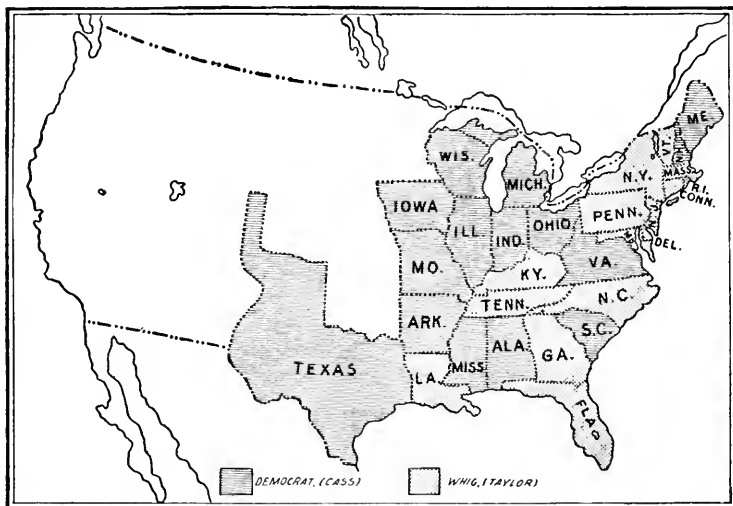 ME.
VT.
N.H.
WIS.
MICH.
N.Y.
MASS.
R.I.
CONN.
IOWA
PENN.
ILL.
IND.
OHIO
DEL.
MO.
VA.
KY.
TENN.
N.C.
ARK.
S.C.
TEXAS
LA.
MISS.
ALA.
GA.
FLA
DEMOCRAT, (CASS)
WHIG, (TAYLOR)